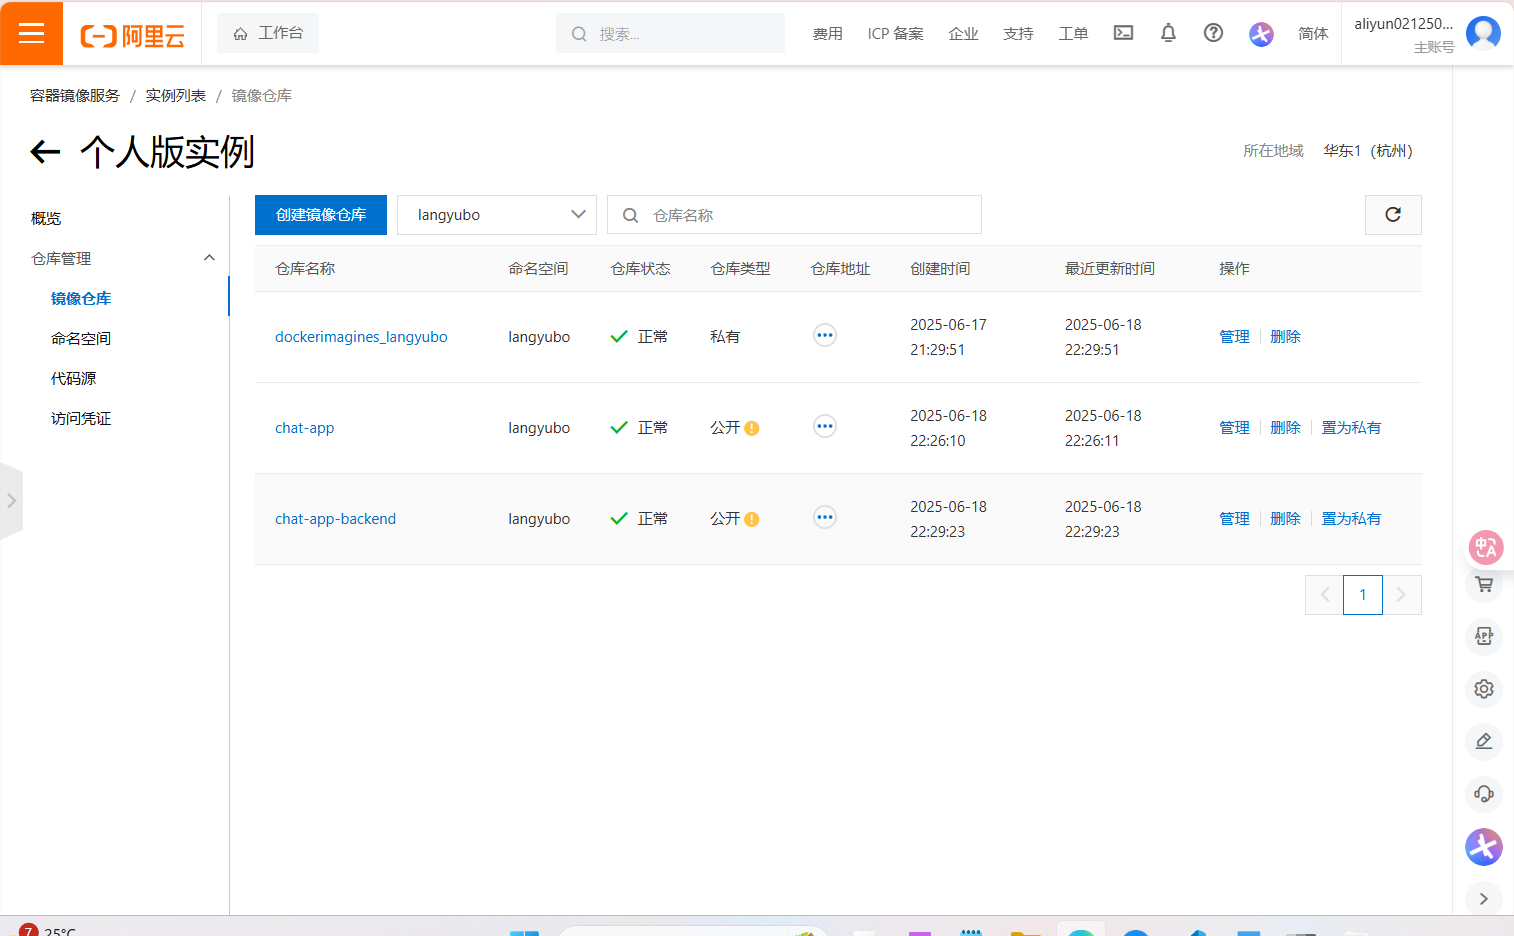 阿里云
工作台
搜索...
费用
ICP 备案
企业
支持
工单
简体
aliyun021250...
主账号
容器镜像服务 / 实例列表 / 镜像仓库
个人版实例
所在地域 华东1（杭州）
概览
仓库管理
镜像仓库
命名空间
代码源
访问凭证
创建镜像仓库
langyubo
仓库名称
仓库名称 命名空间 仓库状态 仓库类型 仓库地址 创建时间 最近更新时间 操作
dockerimagines_langyubo langyubo 正常 私有 2025-06-17 21:29:51 2025-06-18 22:29:51 管理 删除
chat-app langyubo 正常 公开 2025-06-18 22:26:10 2025-06-18 22:26:11 管理 删除 置为私有
chat-app-backend langyubo 正常 公开 2025-06-18 22:29:23 2025-06-18 22:29:23 管理 删除 置为私有
1
中
A
APP
7
25°C